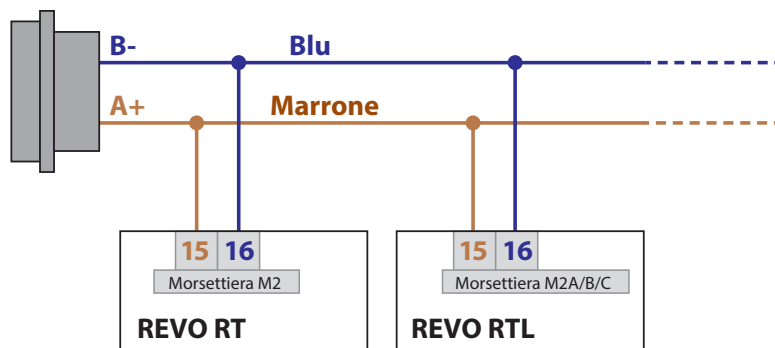 B- Blu
A+ Marrone
15 16 15 16
Morsettiera M2 Morsettiera M2A/B/C
REVO RT REVO RTL